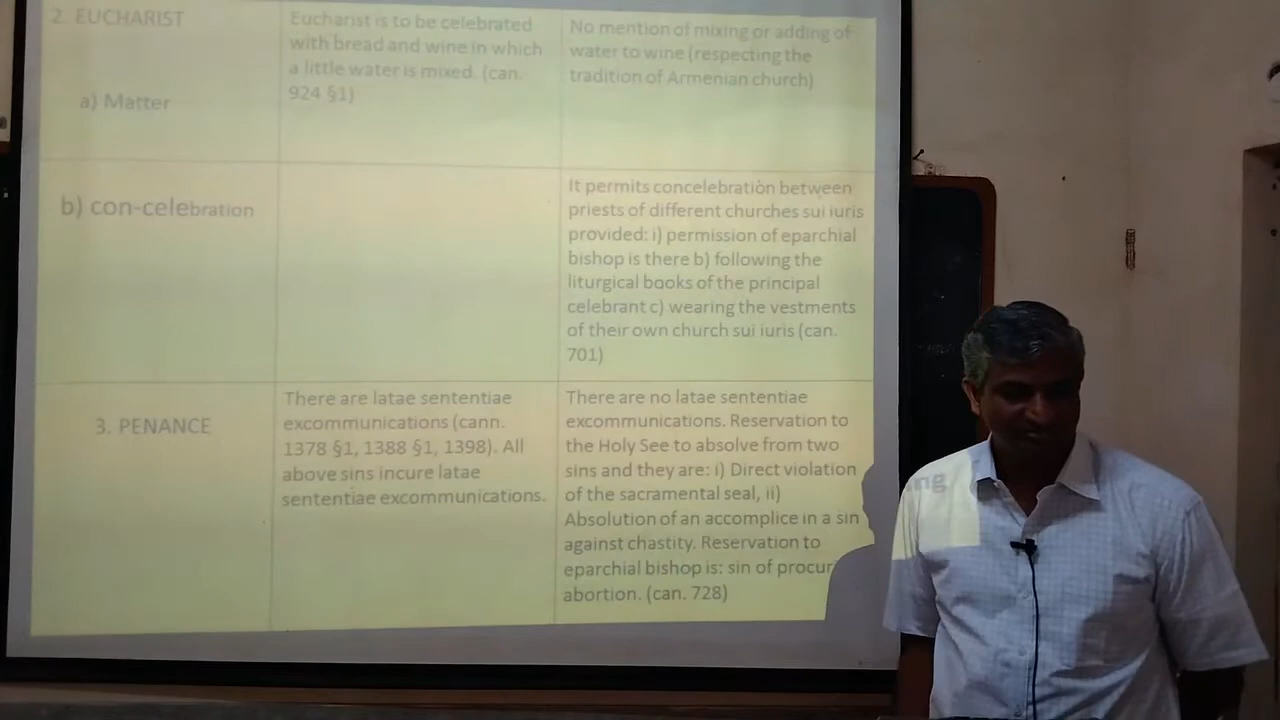 2. EUCHARIST
a) Matter
Eucharist is to be celebrated
with bread and wine in which
a little water is mixed. (can.
924 §1)
No mention of mixing or adding of
water to wine (respecting the
tradition of Armenian church)
b) con-celebration
It permits concelebration between
priests of different churches sui iuris
provided: i) permission of eparchial
bishop is there b) following the
liturgical books of the principal
celebrant c) wearing the vestments
of their own church sui iuris (can.
701)
3. PENANCE
There are latae sententiae
excommunications (cann.
1378 §1, 1388 §1, 1398). All
above sins incure latae
sententiae excommunications.
There are no latae sententiae
excommunications. Reservation to
the Holy See to absolve from two
sins and they are: i) Direct violation
of the sacramental seal, ii)
Absolution of an accomplice in a sin
against chastity. Reservation to
eparchial bishop is: sin of procur
abortion. (can. 728)
ng